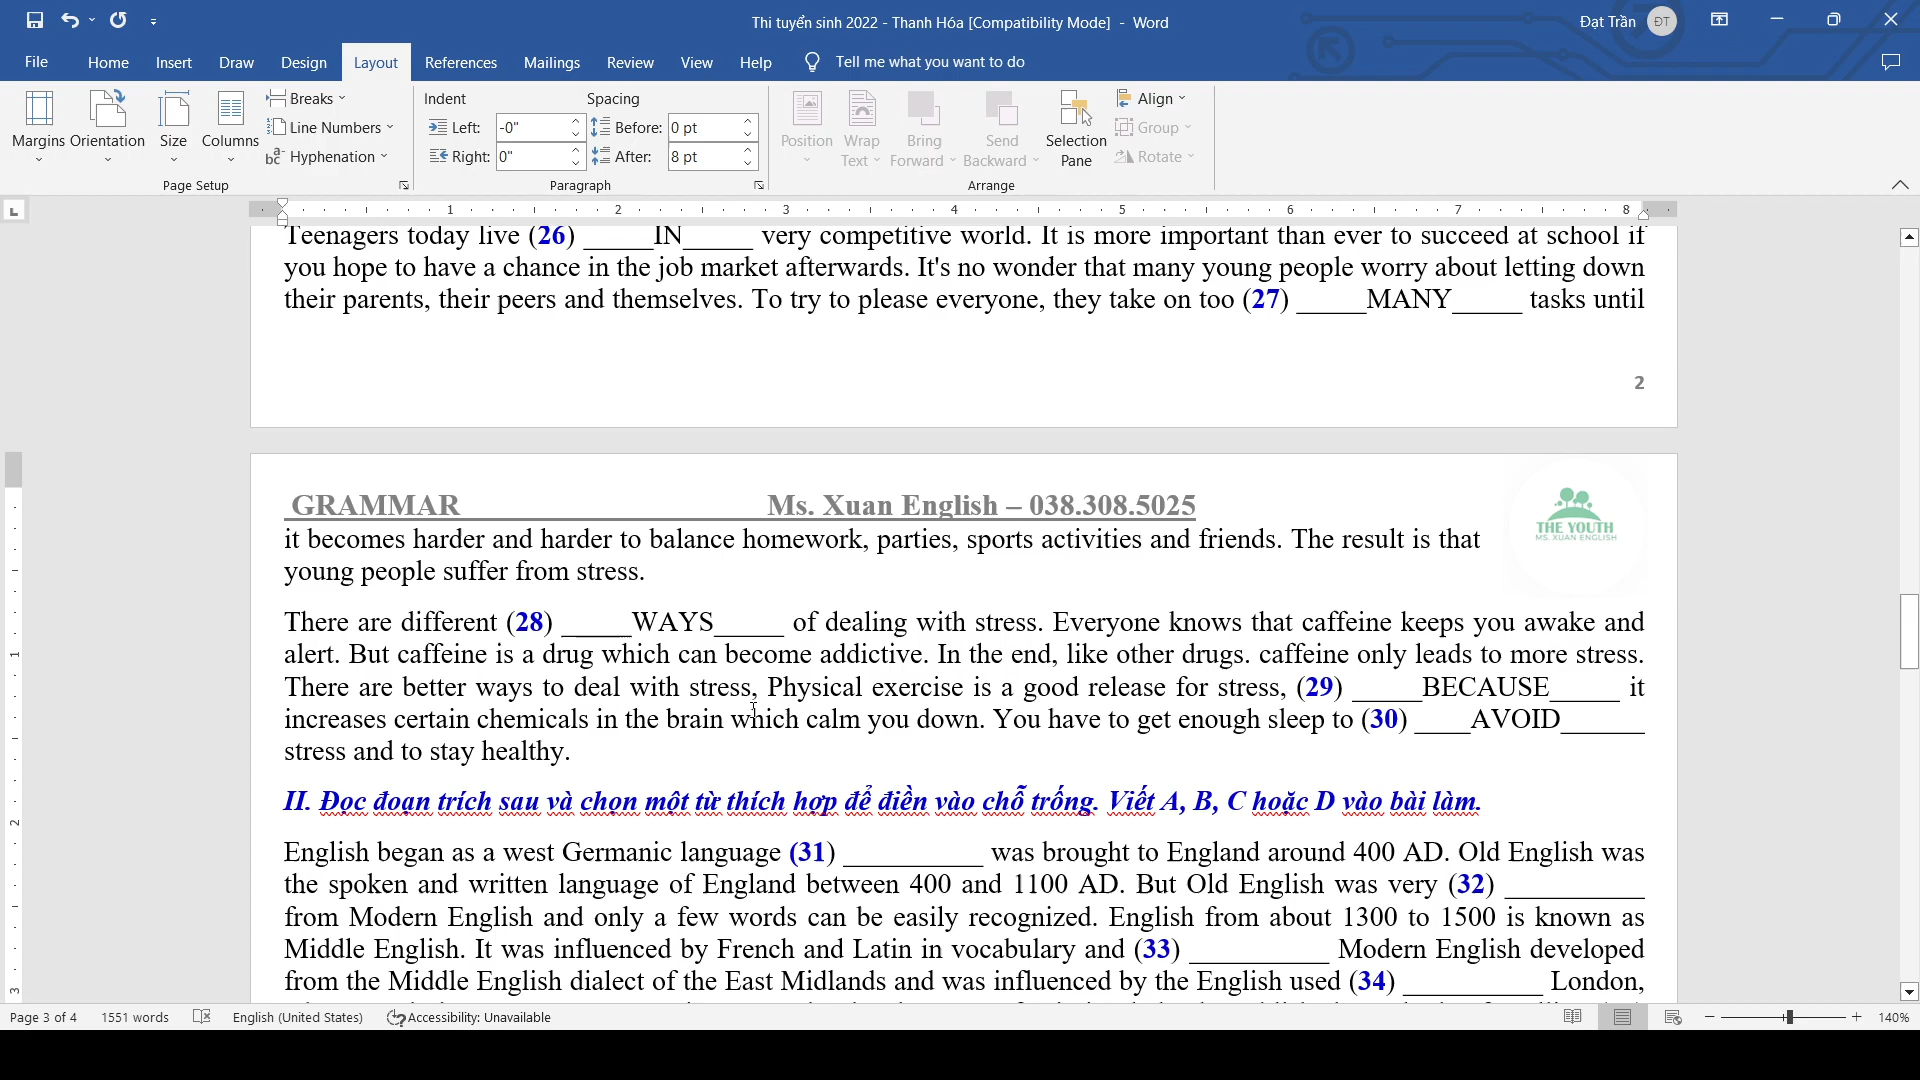 Thi tuyển sinh 2022 - Thanh Hóa [Compatibility Mode] - Word
Đạt Trần ĐT
File Home Insert Draw Design Layout References Mailings Review View Help Tell me what you want to do
Margins Orientation Size Columns
Breaks
Line Numbers
Hyphenation
Page Setup
Indent Spacing
Left: -0" Before: 0 pt
Right: 0" After: 8 pt
Paragraph
Position Wrap Text Bring Forward Send Backward Selection Pane
Align
Group
Rotate
Arrange
1 2 3 4 5 6 7 8
Teenagers today live (26) _____IN_____ very competitive world. It is more important than ever to succeed at school if
you hope to have a chance in the job market afterwards. It's no wonder that many young people worry about letting down
their parents, their peers and themselves. To try to please everyone, they take on too (27) _____MANY_____ tasks until
2
GRAMMAR Ms. Xuan English – 038.308.5025
THE YOUTH
MS. XUAN ENGLISH
it becomes harder and harder to balance homework, parties, sports activities and friends. The result is that
young people suffer from stress.
There are different (28) _____WAYS_____ of dealing with stress. Everyone knows that caffeine keeps you awake and
alert. But caffeine is a drug which can become addictive. In the end, like other drugs. caffeine only leads to more stress.
There are better ways to deal with stress, Physical exercise is a good release for stress, (29) _____BECAUSE_____ it
increases certain chemicals in the brain which calm you down. You have to get enough sleep to (30) ____AVOID______
stress and to stay healthy.
II. Đọc đoạn trích sau và chọn một từ thích hợp để điền vào chỗ trống. Viết A, B, C hoặc D vào bài làm.
English began as a west Germanic language (31) __________ was brought to England around 400 AD. Old English was
the spoken and written language of England between 400 and 1100 AD. But Old English was very (32) __________
from Modern English and only a few words can be easily recognized. English from about 1300 to 1500 is known as
Middle English. It was influenced by French and Latin in vocabulary and (33) __________ Modern English developed
from the Middle English dialect of the East Midlands and was influenced by the English used (34) __________ London,
1
2
3
Page 3 of 4 1551 words English (United States) Accessibility: Unavailable 140%